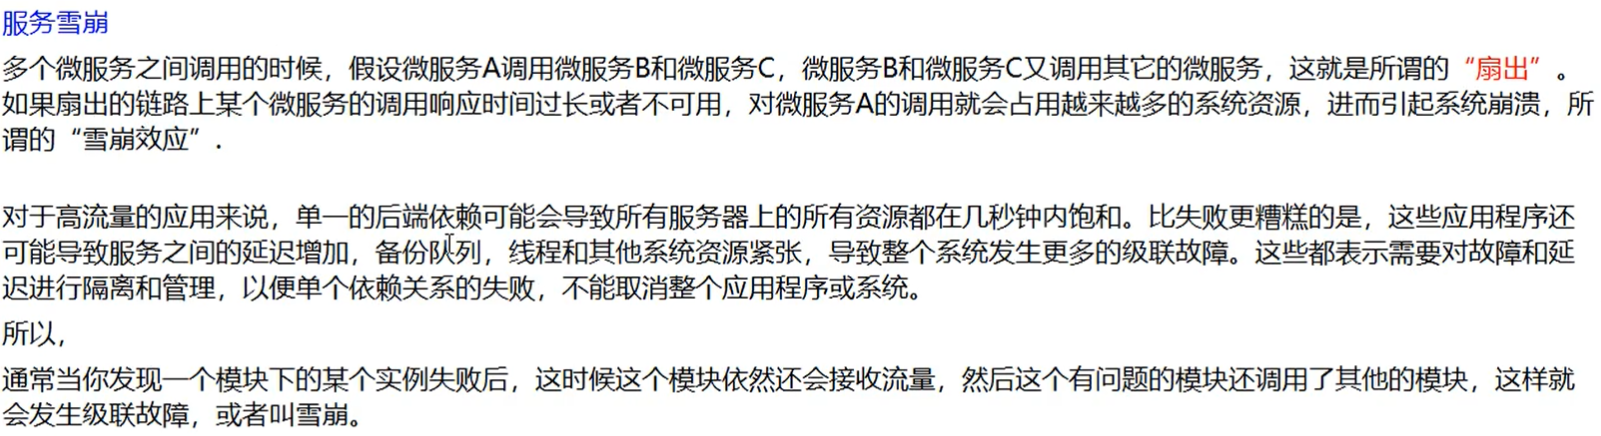 服务雪崩
多个微服务之间调用的时候，假设微服务A调用微服务B和微服务C，微服务B和微服务C又调用其它的微服务，这就是所谓的“扇出”。
如果扇出的链路上某个微服务的调用响应时间过长或者不可用，对微服务A的调用就会占用越来越多的系统资源，进而引起系统崩溃，所
谓的“雪崩效应”.
对于高流量的应用来说，单一的后端依赖可能会导致所有服务器上的所有资源都在几秒钟内饱和。比失败更糟糕的是，这些应用程序还
可能导致服务之间的延迟增加，备份队列，线程和其他系统资源紧张，导致整个系统发生更多的级联故障。这些都表示需要对故障和延
迟进行隔离和管理，以便单个依赖关系的失败，不能取消整个应用程序或系统。
所以，
通常当你发现一个模块下的某个实例失败后，这时候这个模块依然还会接收流量，然后这个有问题的模块还调用了其他的模块，这样就
会发生级联故障，或者叫雪崩。